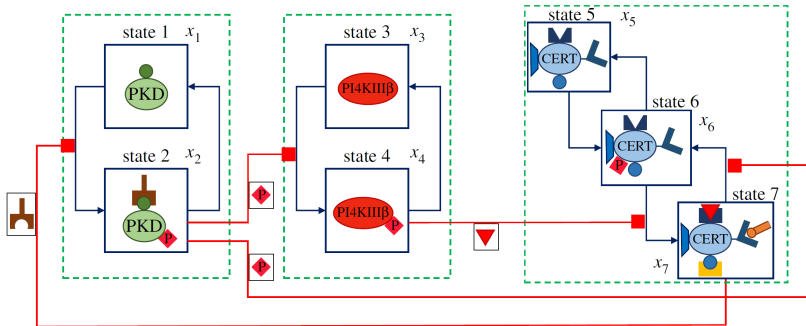 state 1 x1
PKD
state 2 x2
PKD
P
P
P
state 3 x3
PI4KIIIβ
state 4 x4
PI4KIIIβ
P
state 5 x5
CERT
state 6
x6
CERT
P
state 7
CERT
x7